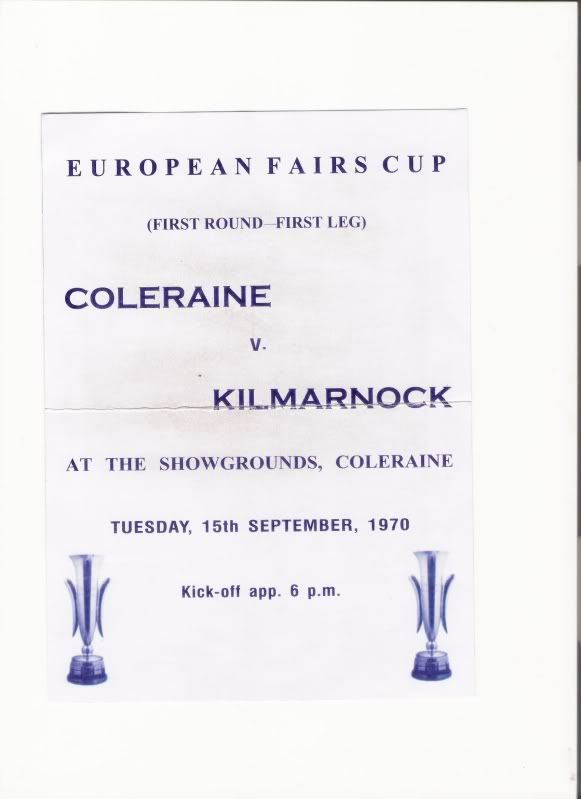 EUROPEAN FAIRS CUP
(FIRST ROUND—FIRST LEG)
COLERAINE
V.
KILMARNOCK
AT THE SHOWGROUNDS, COLERAINE
TUESDAY, 15th SEPTEMBER, 1970
Kick-off app. 6 p.m.